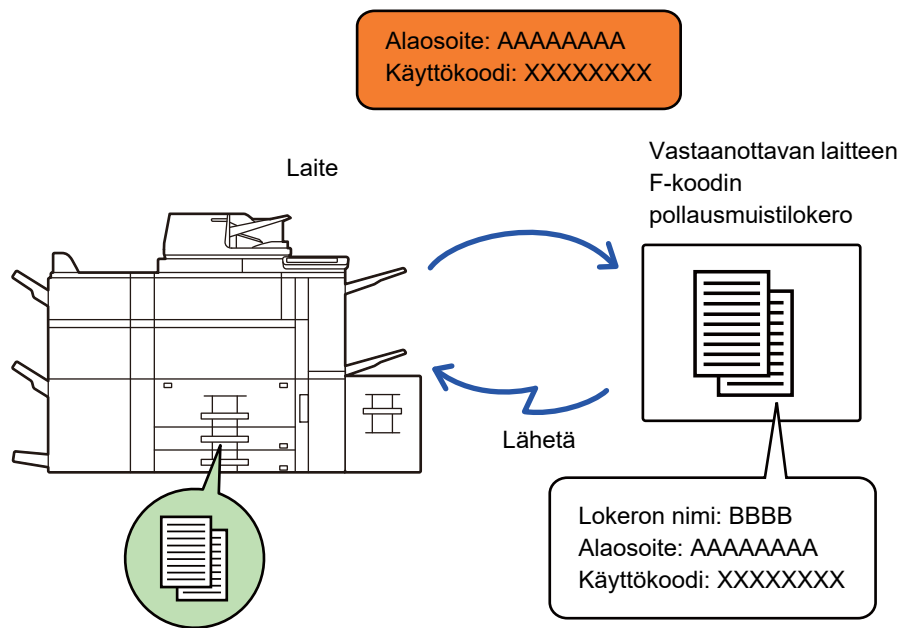 Alaosoite: AAAAAAAA
Käyttökoodi: XXXXXXXX
Laite
Vastaanottavan laitteen
F-koodin
pollausmuistilokero
Lähetä
Lokeron nimi: BBBB
Alaosoite: AAAAAAAA
Käyttökoodi: XXXXXXXX